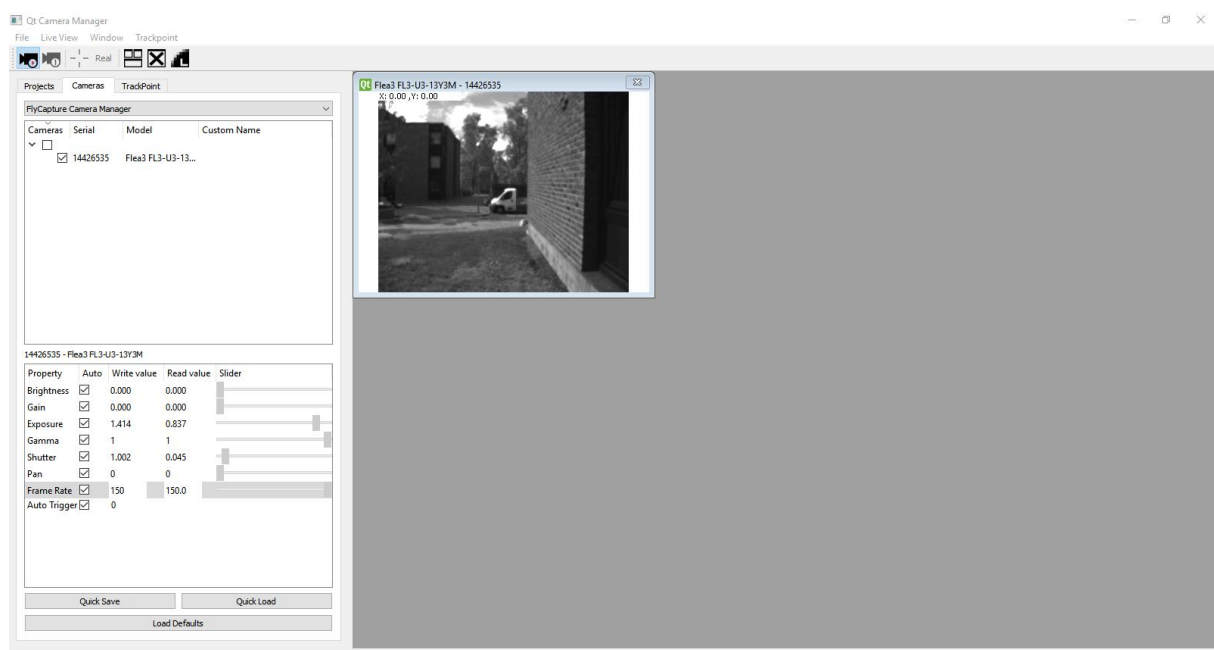 Qt Camera Manager
File Live View Window Trackpoint
Real
Projects Cameras TrackPoint
FlyCapture Camera Manager
Cameras Serial Model Custom Name
14426535 Flea3 FL3-U3-13...
14426535 - Flea3 FL3-U3-13Y3M
Property Auto Write value Read value Slider
Brightness 0.000 0.000
Gain 0.000 0.000
Exposure 1.414 0.837
Gamma 1 1
Shutter 1.002 0.045
Pan 0 0
Frame Rate 150 150.0
Auto Trigger 0
Quick Save Quick Load
Load Defaults
Qt Flea3 FL3-U3-13Y3M - 14426535
X: 0.00 ,Y: 0.00